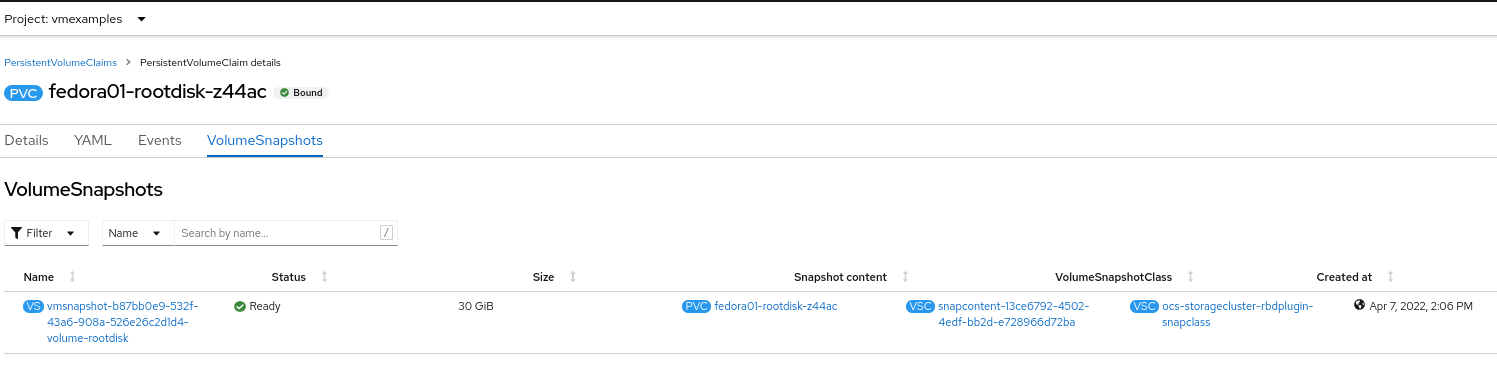 Project: vmexamples
PersistentVolumeClaims > PersistentVolumeClaim details
PVC fedora01-rootdisk-z44ac Bound
Details YAML Events VolumeSnapshots
VolumeSnapshots
Filter Name Search by name... /
Name Status Size Snapshot content VolumeSnapshotClass Created at
VS vmsnapshot-b87bb0e9-532f- Ready 30 GiB PVC fedora01-rootdisk-z44ac VSC snapcontent-13ce6792-4502- VSC ocs-storagecluster-rbdplugin- Apr 7, 2022, 2:06 PM
43a6-908a-526e26c2d1d4- 4edf-bb2d-e728966d72ba snapclass
volume-rootdisk